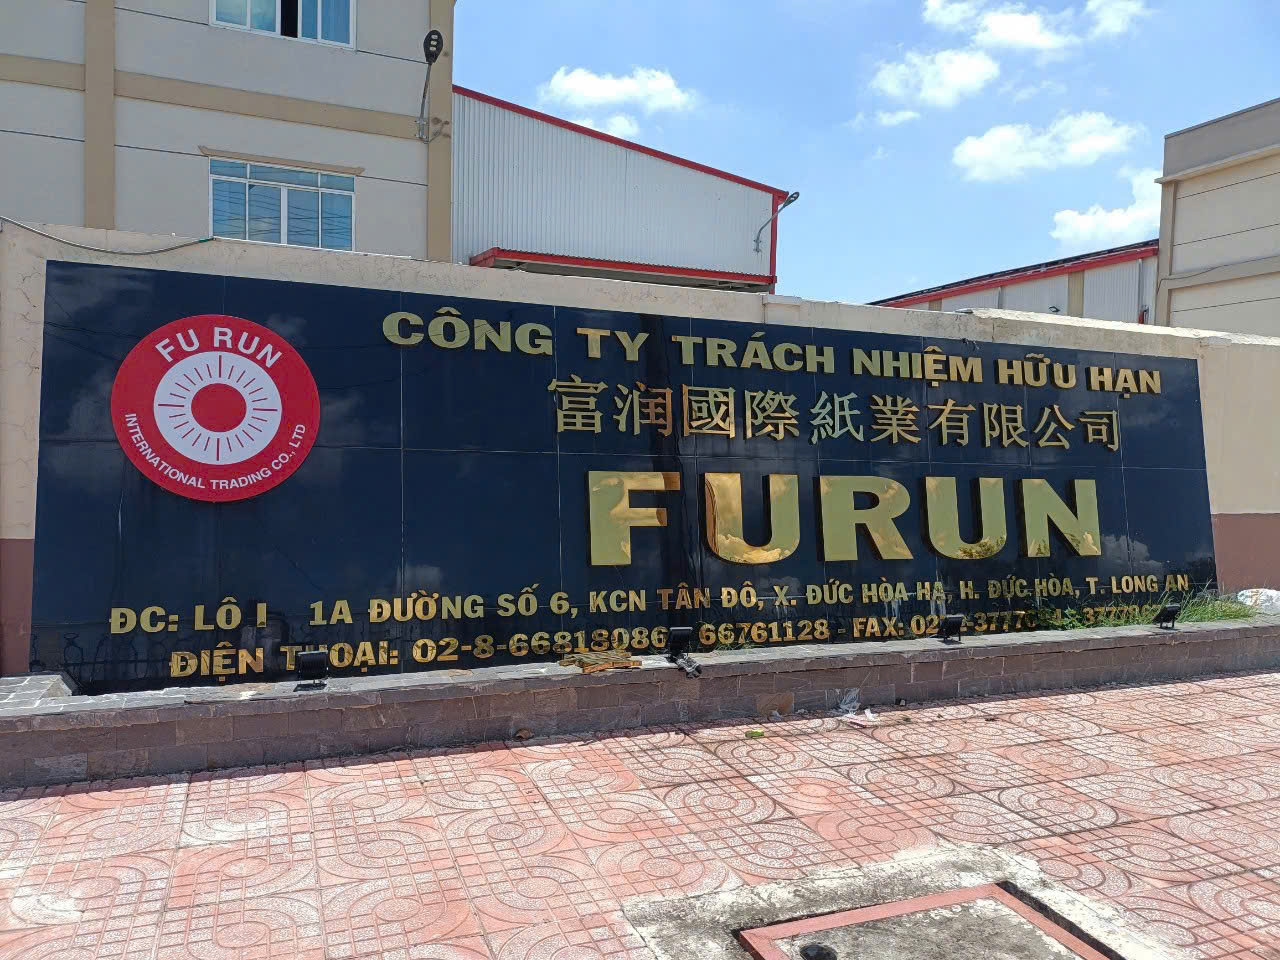 FU RUN
INTERNATIONAL TRADING CO., LTD
CÔNG TY TRÁCH NHIỆM HỮU HẠN
富润國際紙業有限公司
FURUN
ĐC: LÔ I 1A ĐƯỜNG SỐ 6, KCN TÂN ĐÔ, X. ĐỨC HÒA HẠ, H. ĐỨC HÒA, T. LONG AN
ĐIỆN THOẠI: 02-8-66818086 66761128 - FAX: